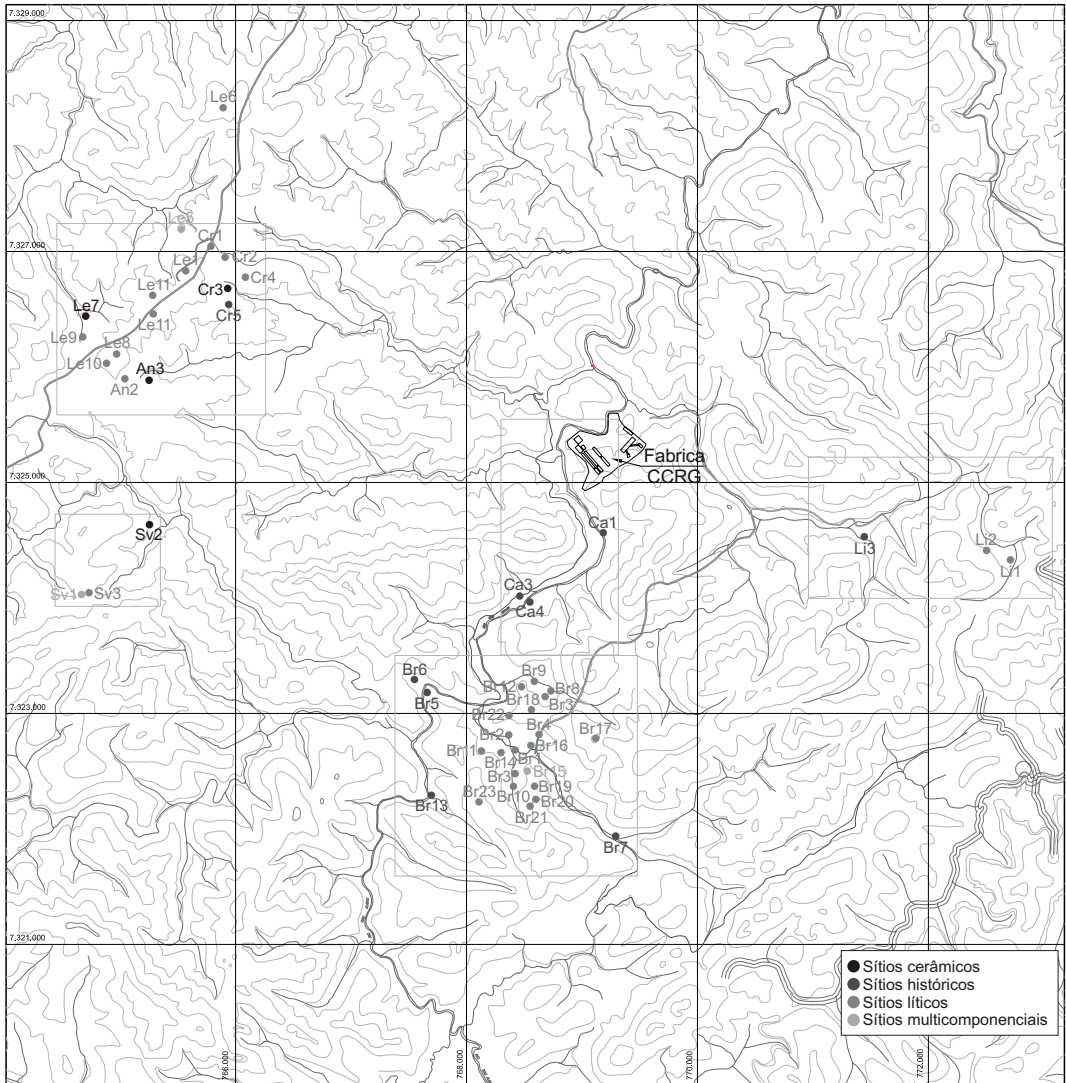 7.329.000
Le6
Le5
7.327.000
Cr1
Cr2
Le1
Cr4
Le11
Cr3
Le7
Cr5
Le11
Le9
Le8
Le10
An3
An2
Fabrica
CCRG
7.325.000
Sv2
Ca1
Li3
Li2
Li1
Sv1
Sv3
Ca3
Ca4
Br6
Br9
Br12
Br8
Br5
Br18
Br3
7.323.000
Br22
Br4
Br17
Br2
Br16
Br11
Br14
Br15
Br3
Br23
Br10
Br19
Br13
Br20
Br21
Br7
7.321.000
Sítios cerâmicos
Sítios históricos
Sítios líticos
Sítios multicomponenciais
766.000
768.000
770.000
772.000